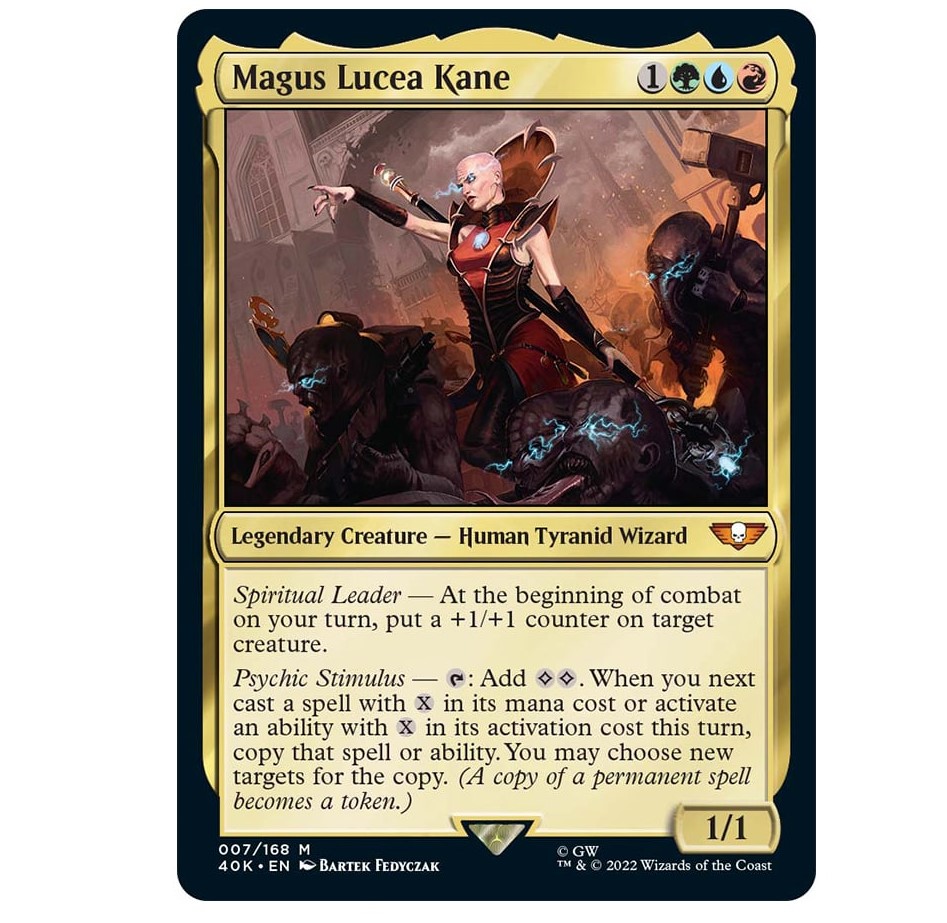 Magus Lucea Kane 1
Legendary Creature — Human Tyranid Wizard
Spiritual Leader — At the beginning of combat
on your turn, put a +1/+1 counter on target
creature.
Psychic Stimulus — : Add . When you next
cast a spell with X in its mana cost or activate
an ability with X in its activation cost this turn,
copy that spell or ability. You may choose new
targets for the copy. (A copy of a permanent spell
becomes a token.)
1/1
007/168 M
40K • EN Bartek Fedyczak
© GW
™ & © 2022 Wizards of the Coast